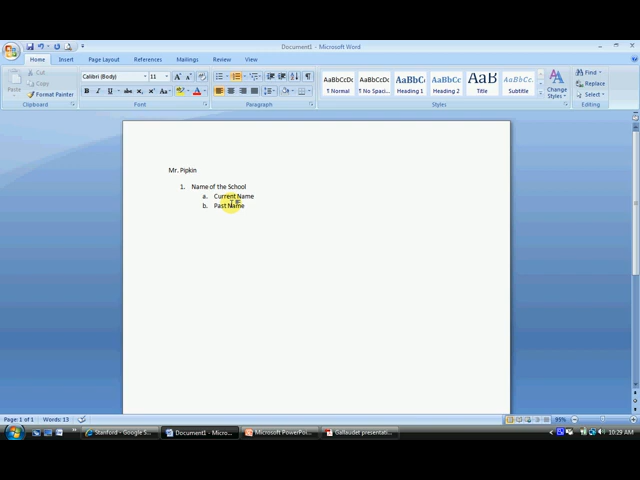 Document1 - Microsoft Word
Home Insert Page Layout References Mailings Review View
Paste
Cut
Copy
Format Painter
Clipboard
Calibri (Body) 11
Font
Paragraph
AaBbCcDc AaBbCcDc AaBbC AaBbCc AaB AaBbCc.
¶ Normal ¶ No Spaci... Heading 1 Heading 2 Title Subtitle
Change Styles
Styles
Find
Replace
Select
Editing
Mr. Pipkin
1. Name of the School
a. Current Name
b. Past Name
Page: 1 of 1 Words: 13 95%
Stanford - Google S... Document1 - Micro... Microsoft PowerPoi... Gallaudet presentati... 10:29 AM